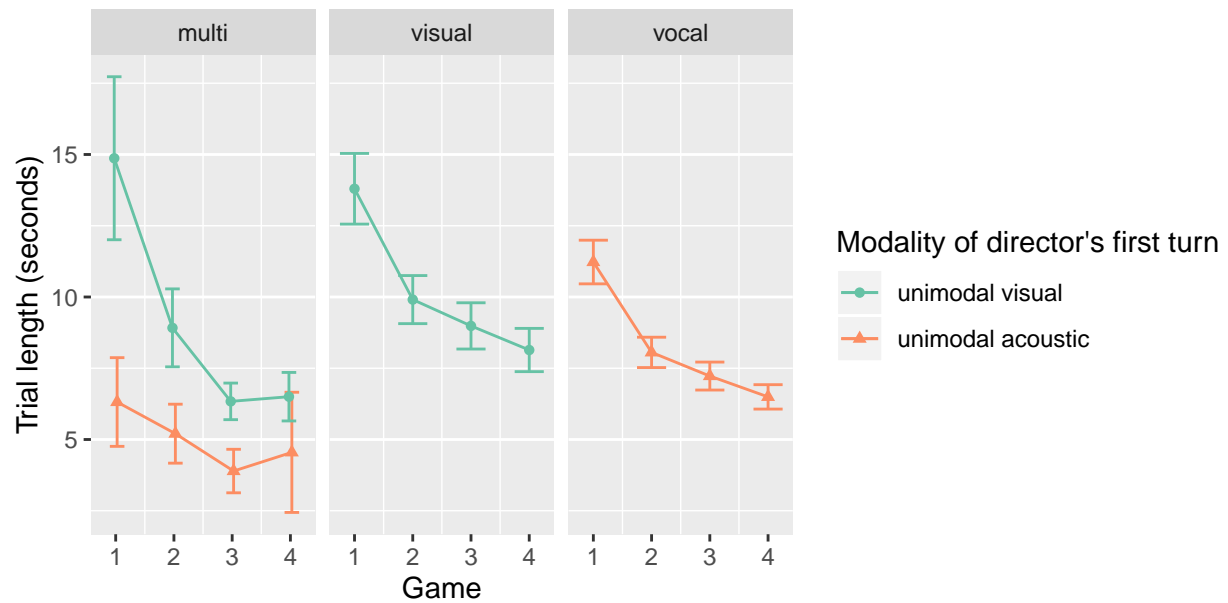 multi visual vocal
15
10
5
Trial length (seconds)
1 2 3 4 1 2 3 4 1 2 3 4
Game
Modality of director's first turn
unimodal visual
unimodal acoustic